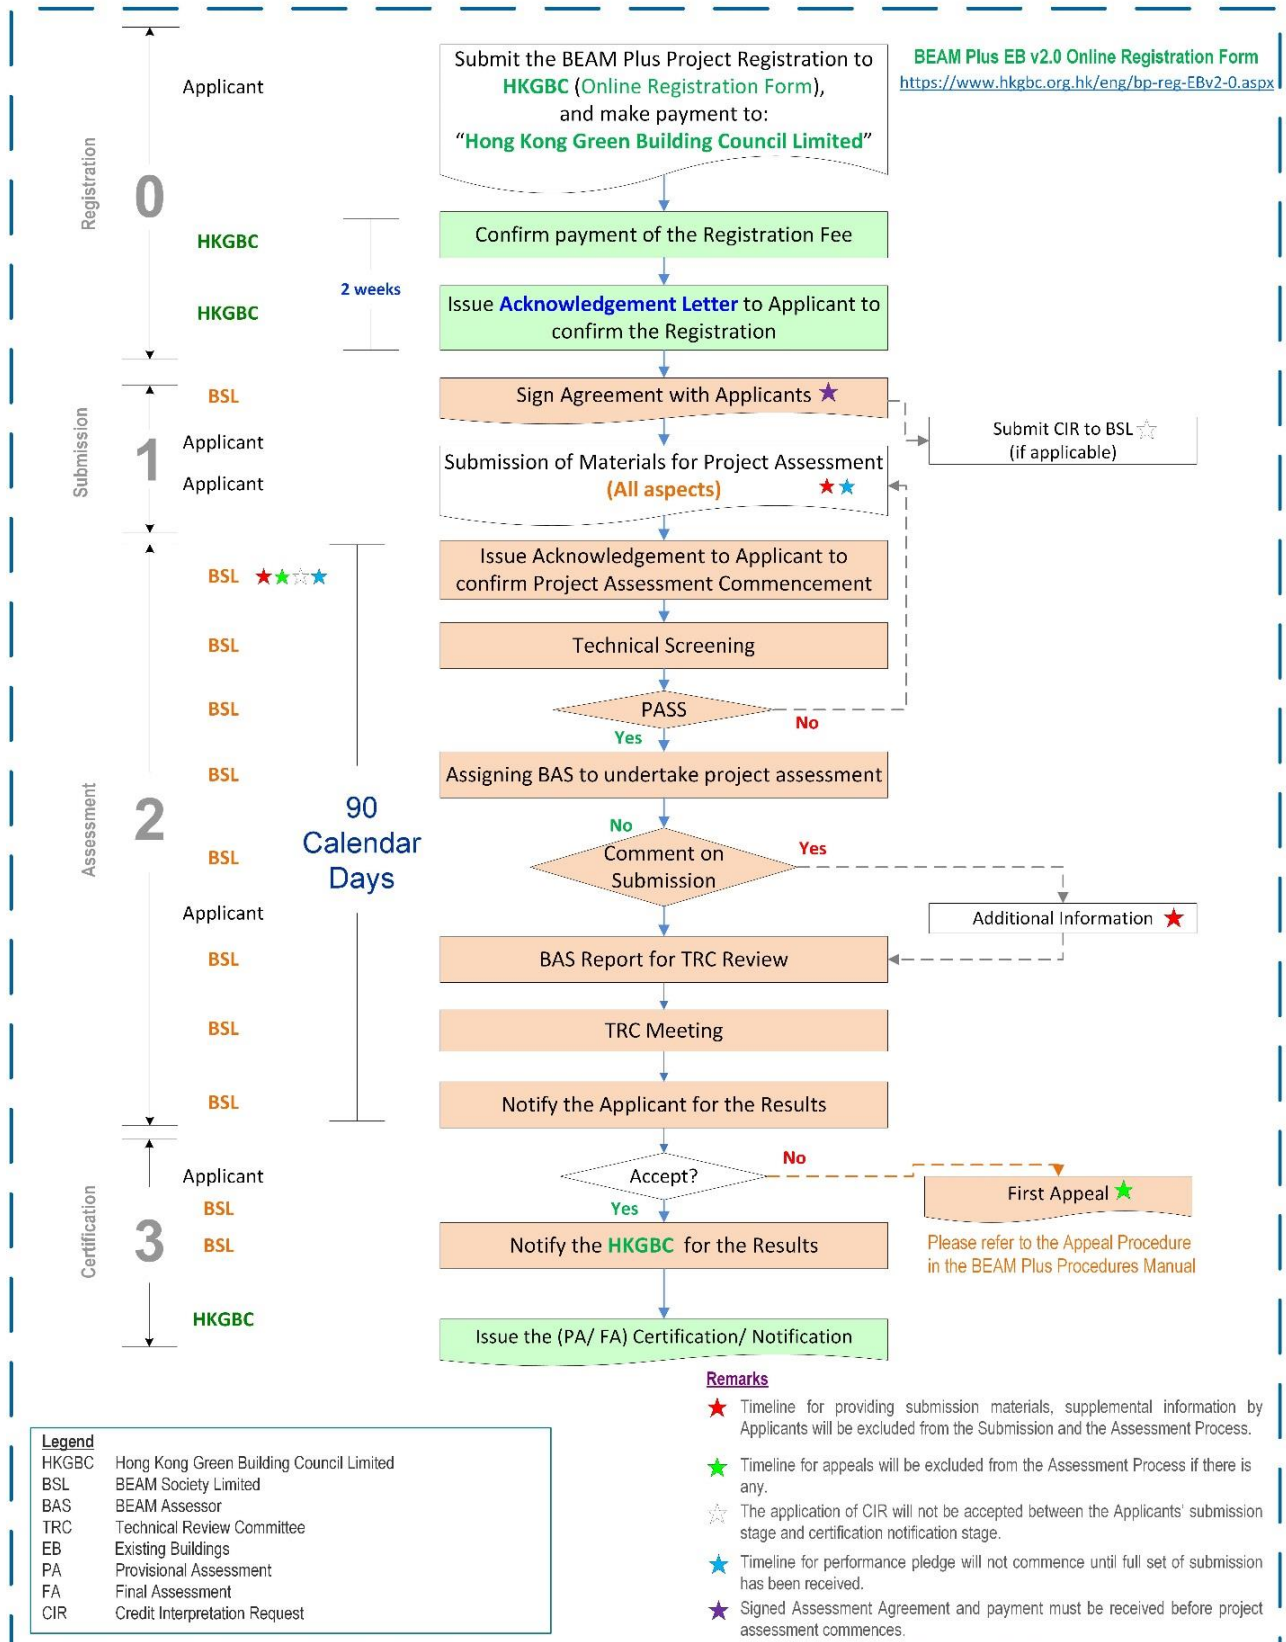 Submit the BEAM Plus Project Registration to
HKGBC (Online Registration Form),
and make payment to:
“Hong Kong Green Building Council Limited”
BEAM Plus EB v2.0 Online Registration Form
https://www.hkgbc.org.hk/eng/bp-reg-EBv2-0.aspx
Registration
0
Applicant
HKGBC
Confirm payment of the Registration Fee
2 weeks
HKGBC
Issue Acknowledgement Letter to Applicant to
confirm the Registration
Submission
1
BSL
Sign Agreement with Applicants
Applicant
Submit CIR to BSL
(if applicable)
Applicant
Submission of Materials for Project Assessment
(All aspects)
Assessment
2
90
Calendar
Days
BSL
Issue Acknowledgement to Applicant to
confirm Project Assessment Commencement
BSL
Technical Screening
BSL
PASS
No
Yes
BSL
Assigning BAS to undertake project assessment
No
BSL
Comment on
Submission
Yes
Applicant
Additional Information
BSL
BAS Report for TRC Review
BSL
TRC Meeting
BSL
Notify the Applicant for the Results
Certification
3
Applicant
Accept?
No
First Appeal
Please refer to the Appeal Procedure
in the BEAM Plus Procedures Manual
BSL
Yes
BSL
Notify the HKGBC for the Results
HKGBC
Issue the (PA/ FA) Certification/ Notification
Remarks
Timeline for providing submission materials, supplemental information by
Applicants will be excluded from the Submission and the Assessment Process.
Timeline for appeals will be excluded from the Assessment Process if there is
any.
The application of CIR will not be accepted between the Applicants' submission
stage and certification notification stage.
Timeline for performance pledge will not commence until full set of submission
has been received.
Signed Assessment Agreement and payment must be received before project
assessment commences.
Legend
HKGBC Hong Kong Green Building Council Limited
BSL BEAM Society Limited
BAS BEAM Assessor
TRC Technical Review Committee
EB Existing Buildings
PA Provisional Assessment
FA Final Assessment
CIR Credit Interpretation Request